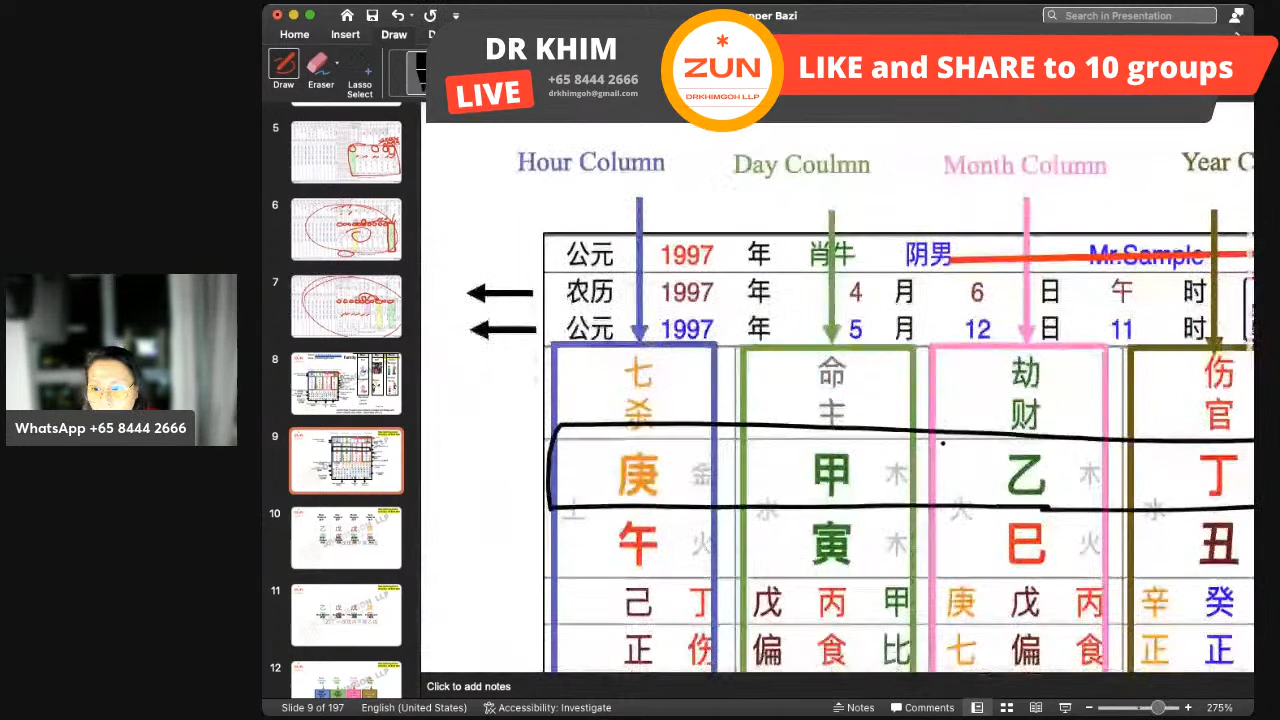 pper Bazi
Search in Presentation
Home Insert Draw D
DR KHIM
LIVE
+65 8444 2666
drkhimgoh@gmail.com
ZUN
DRKHIMGOH LLP
LIKE and SHARE to 10 groups
Draw
Eraser
Lasso
Select
5
6
7
8
9
10
11
12
WhatsApp +65 8444 2666
Hour Column Day Coulmn Month Column Year C
公元 1997 年 肖牛 阴男 Mr.Sample
农历 1997 年 4 月 6 日 午 时
公元 1997 年 5 月 12 日 11 时
七 命 劫 伤
杀 主 财 官
庚 金 甲 木 乙 木 丁
土 水 火 水
午 火 寅 木 巳 火 丑
己 丁 戊 丙 甲 庚 戊 丙 辛 癸
正 伤 偏 食 比 七 偏 食 正 正
Click to add notes
Slide 9 of 197 English (United States) Accessibility: Investigate Notes Comments 275%